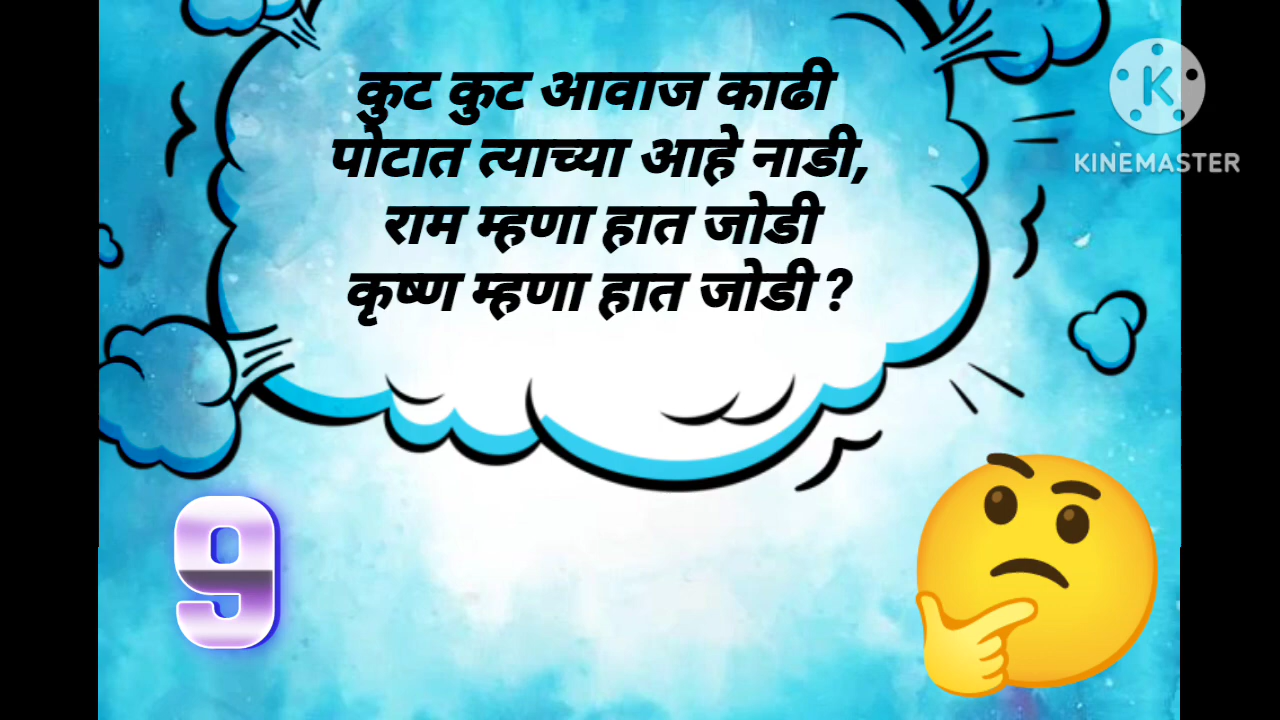 कुट कुट आवाज काढी
पोटात त्याच्या आहे नाडी,
राम म्हणा हात जोडी
कृष्ण म्हणा हात जोडी ?
K
KINEMASTER
9